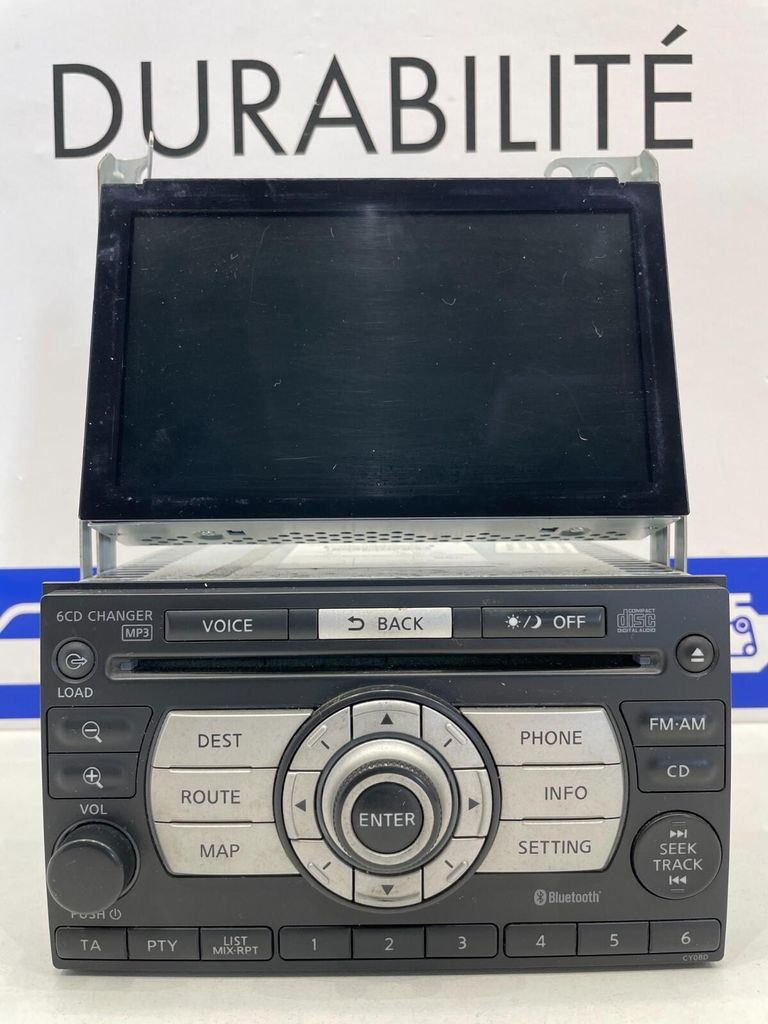 DURABILITÉ
6CD CHANGER
MP3
VOICE
BACK
OFF
COMPACT
disc
DIGITAL AUDIO
LOAD
DEST
PHONE
FM·AM
ROUTE
INFO
CD
VOL
ENTER
MAP
SETTING
SEEK
TRACK
PUSH
Bluetooth
TA
PTY
LIST
MIX·RPT
1
2
3
4
5
6
CY08D